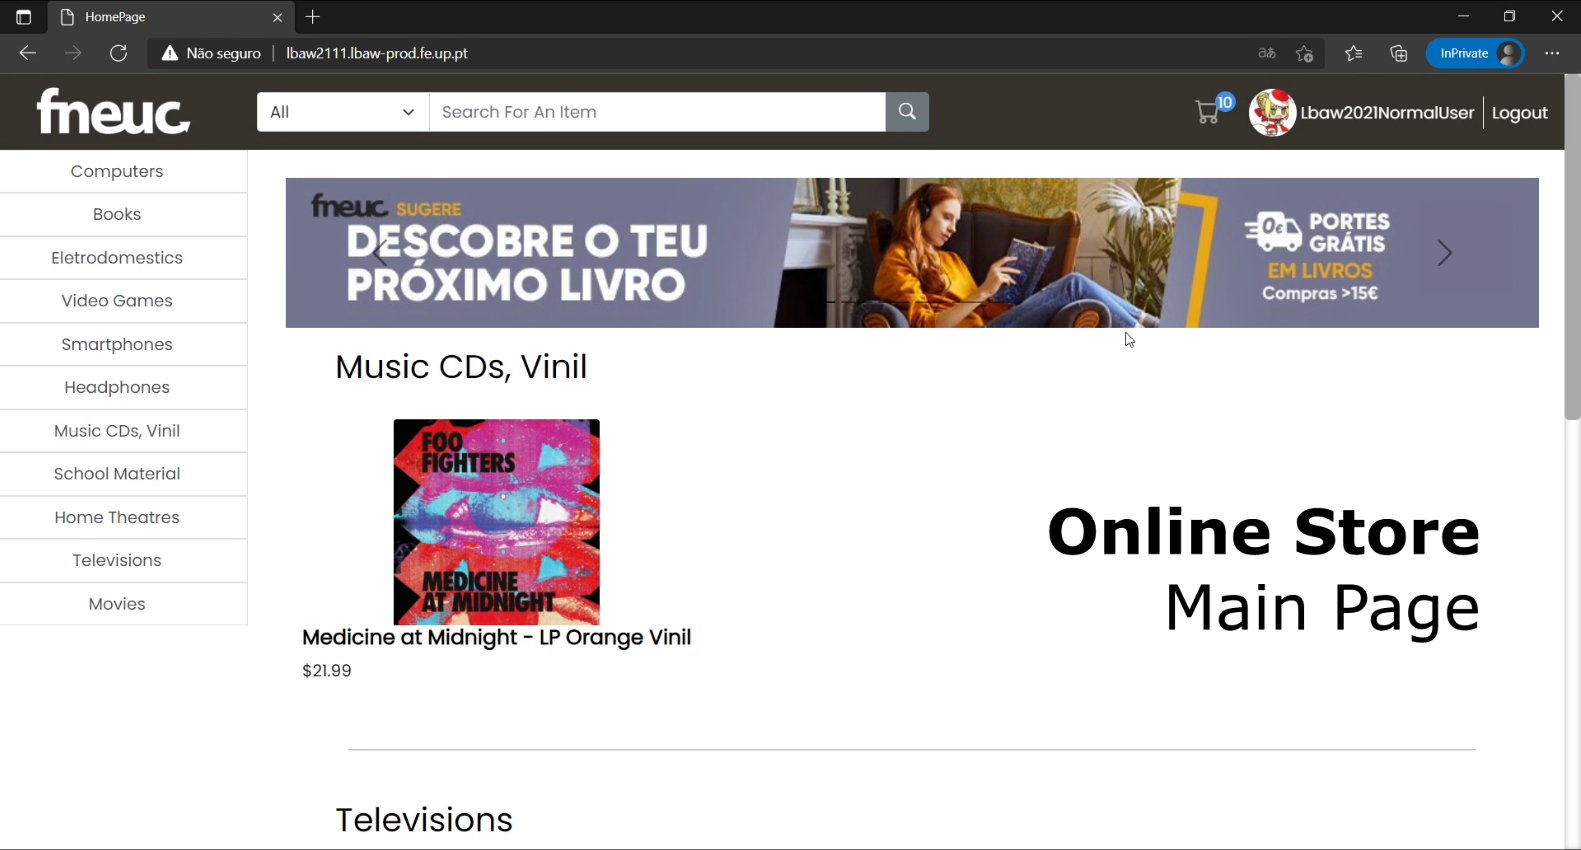 HomePage
Não seguro
lbaw2111.lbaw-prod.fe.up.pt
aあ
InPrivate
fneuc
All
Search For An Item
10
Lbaw2021NormalUser
Logout
Computers
Books
Eletrodomestics
Video Games
Smartphones
Headphones
Music CDs, Vinil
School Material
Home Theatres
Televisions
Movies
fneuc SUGERE
DESCOBRE O TEU
PRÓXIMO LIVRO
0€
PORTES
GRÁTIS
EM LIVROS
Compras >15€
Music CDs, Vinil
FOO
FIGHTERS
MEDICINE
AT MIDNIGHT
Medicine at Midnight - LP Orange Vinil
$21.99
Online Store
Main Page
Televisions